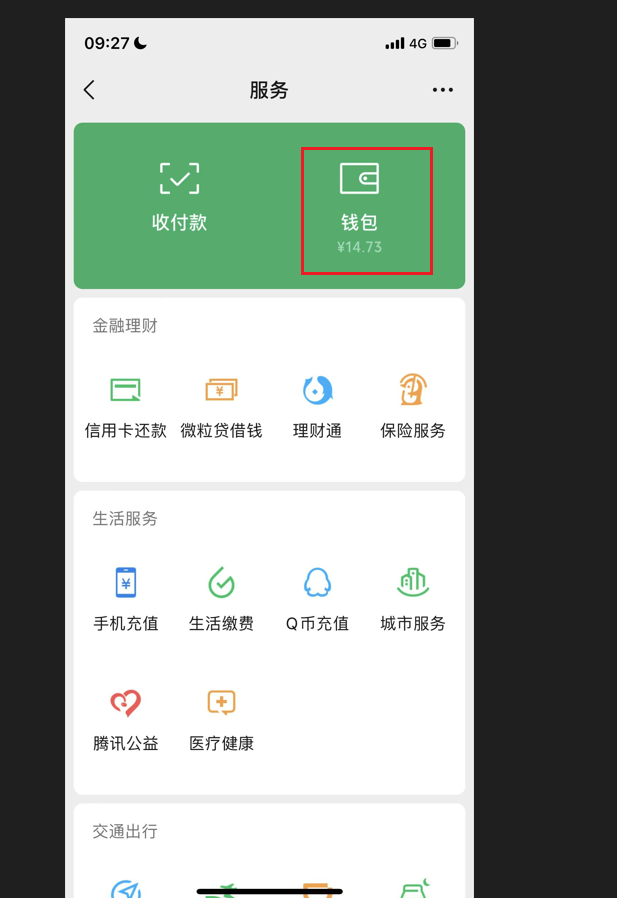 09:27 4G
服务
收付款 钱包
¥14.73
金融理财
信用卡还款 微粒贷借钱 理财通 保险服务
生活服务
手机充值 生活缴费 Q币充值 城市服务
腾讯公益 医疗健康
交通出行